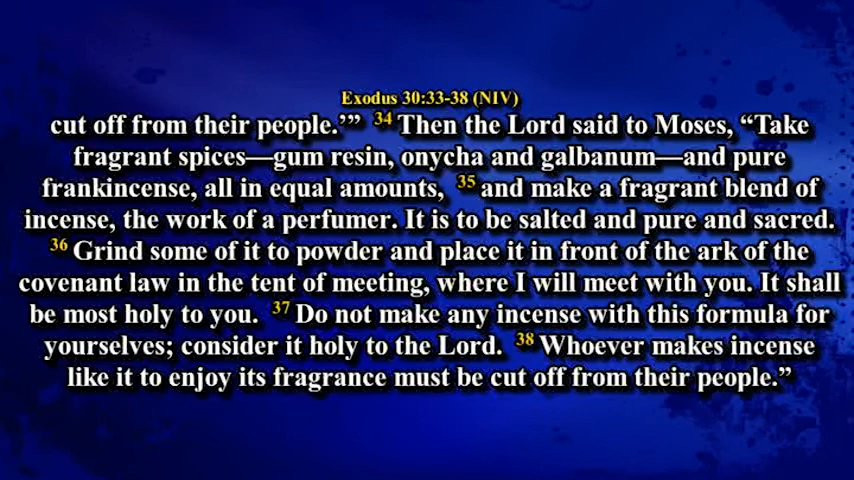 Exodus 30:33-38 (NIV)
cut off from their people.’” 34 Then the Lord said to Moses, “Take
fragrant spices—gum resin, onycha and galbanum—and pure
frankincense, all in equal amounts, 35 and make a fragrant blend of
incense, the work of a perfumer. It is to be salted and pure and sacred.
36 Grind some of it to powder and place it in front of the ark of the
covenant law in the tent of meeting, where I will meet with you. It shall
be most holy to you. 37 Do not make any incense with this formula for
yourselves; consider it holy to the Lord. 38 Whoever makes incense
like it to enjoy its fragrance must be cut off from their people.”